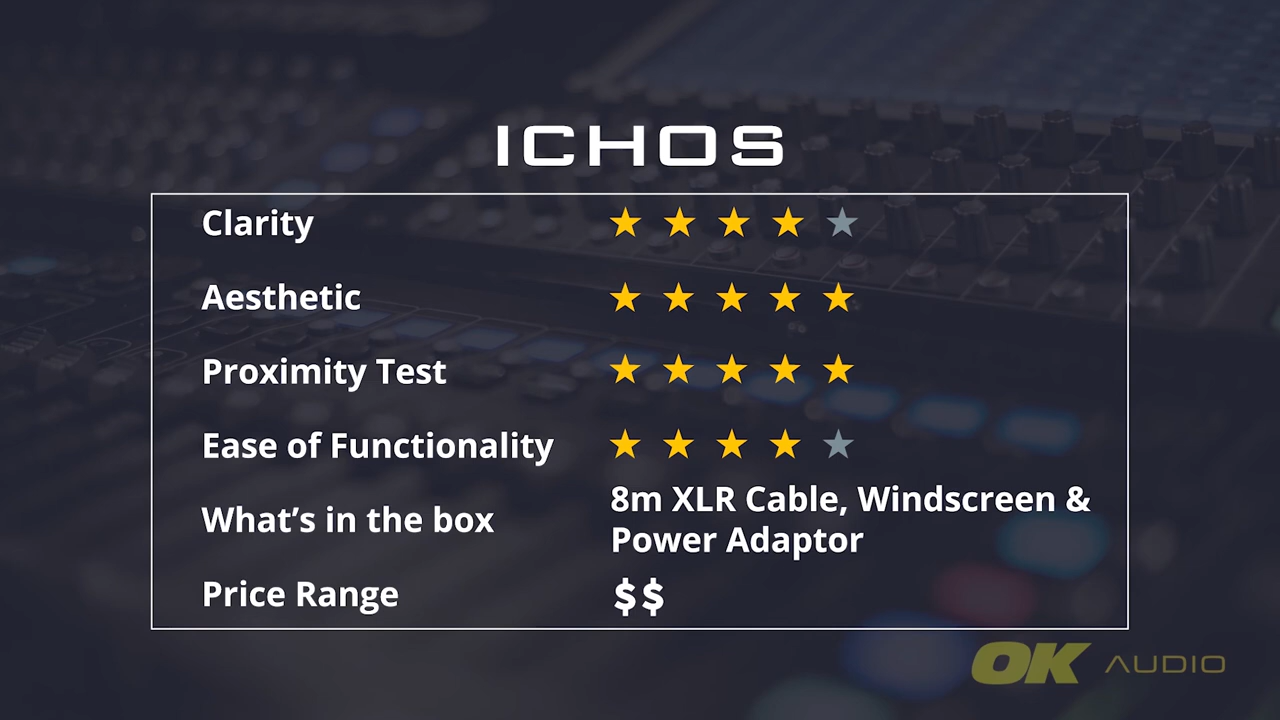 ICHOS
Clarity
Aesthetic
Proximity Test
Ease of Functionality
What’s in the box
8m XLR Cable, Windscreen &
Power Adaptor
Price Range
$$
OK AUDIO